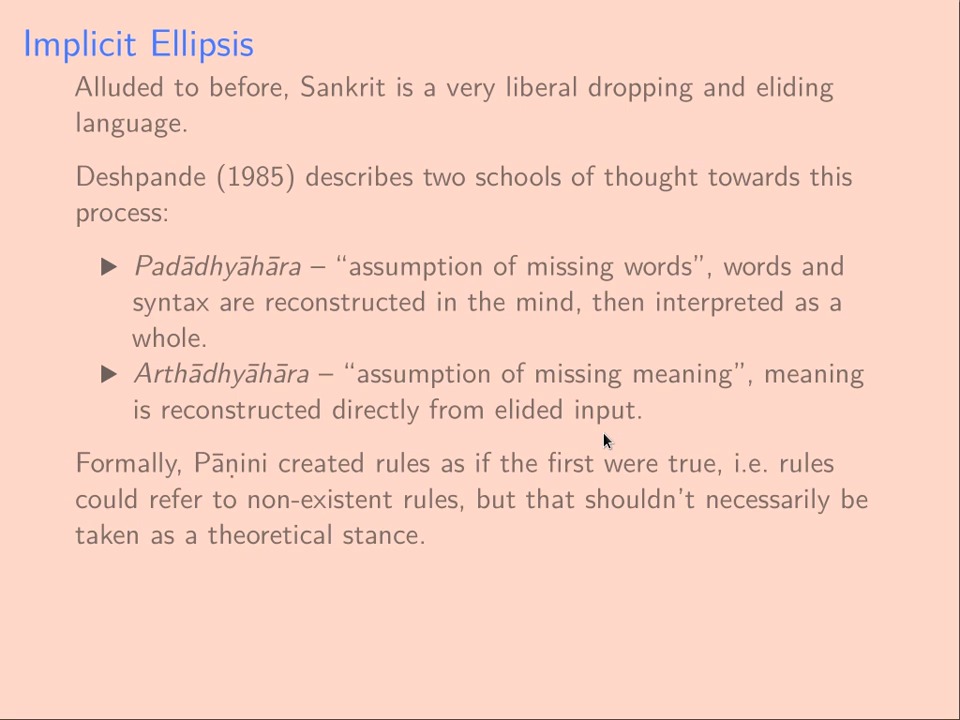 Implicit Ellipsis
Alluded to before, Sankrit is a very liberal dropping and eliding
language.
Deshpande (1985) describes two schools of thought towards this
process:
▶ Padādhyāhāra – “assumption of missing words”, words and
syntax are reconstructed in the mind, then interpreted as a
whole.
▶ Arthādhyāhāra – “assumption of missing meaning”, meaning
is reconstructed directly from elided input.
Formally, Pāṇini created rules as if the first were true, i.e. rules
could refer to non-existent rules, but that shouldn’t necessarily be
taken as a theoretical stance.